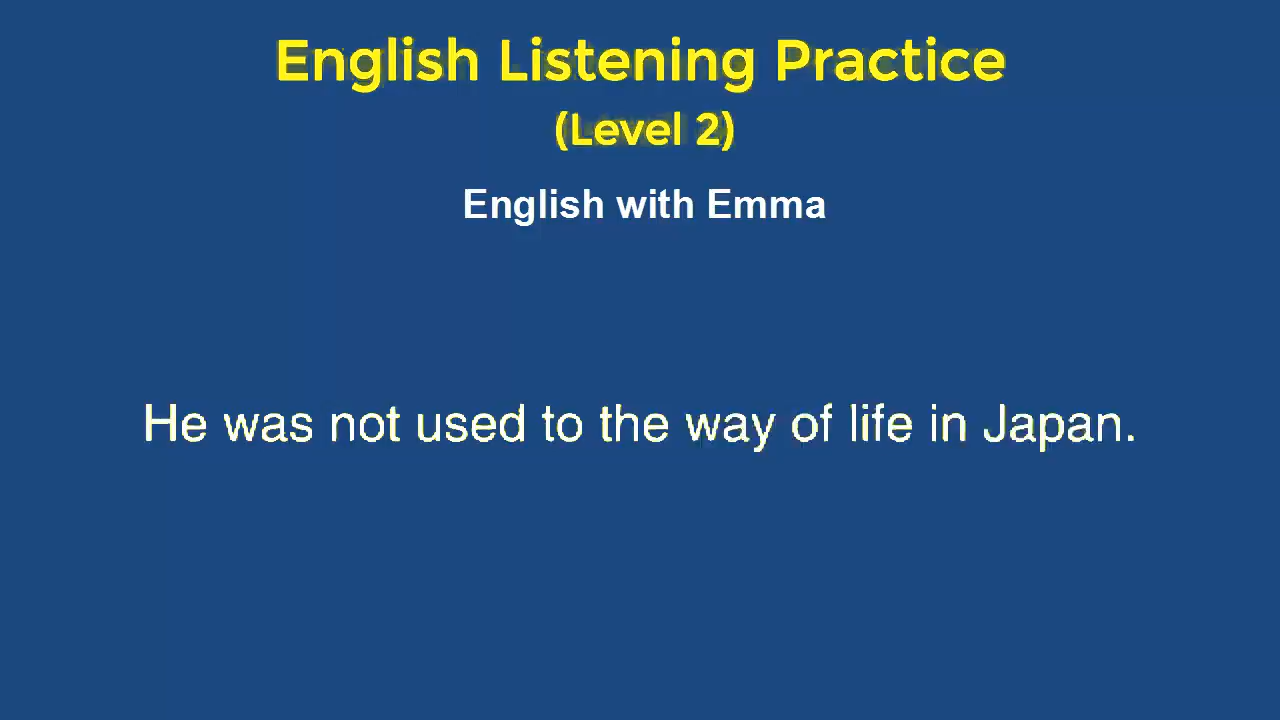 English Listening Practice
(Level 2)
English with Emma
He was not used to the way of life in Japan.